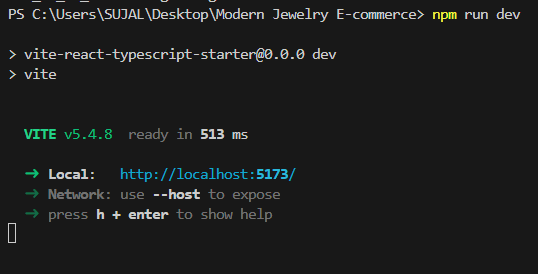 PS C:\Users\SUJAL\Desktop\Modern Jewelry E-commerce> npm run dev
> vite-react-typescript-starter@0.0.0 dev
> vite
VITE v5.4.8 ready in 513 ms
➜ Local: http://localhost:5173/
➜ Network: use --host to expose
➜ press h + enter to show help